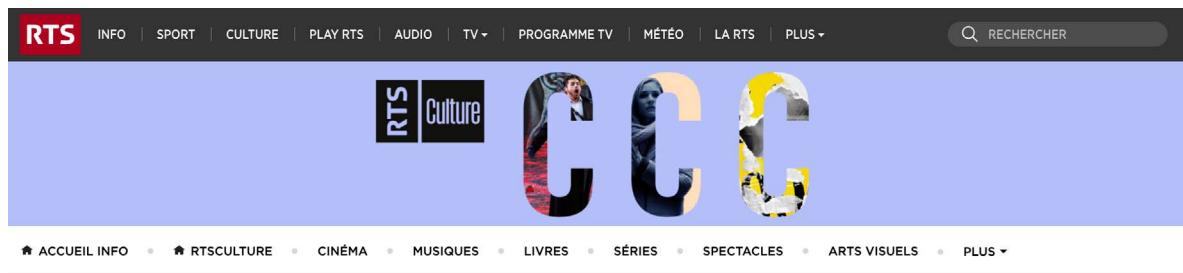 RTS INFO SPORT CULTURE PLAY RTS AUDIO TV PROGRAMME TV MÉTÉO LA RTS PLUS RECHERCHER
RTS Culture C C C
ACCUEIL INFO RTSCULTURE CINÉMA MUSIQUES LIVRES SÉRIES SPECTACLES ARTS VISUELS PLUS